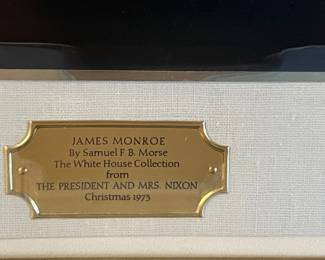 JAMES MONROE
By Samuel F.B. Morse
The White House Collection
from
THE PRESIDENT AND MRS. NIXON
Christmas 1973